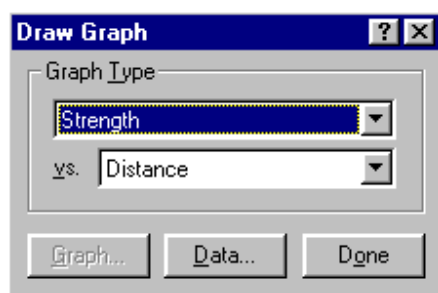 Draw Graph ? X
Graph Type
Strength
vs. Distance
Graph... Data... Done